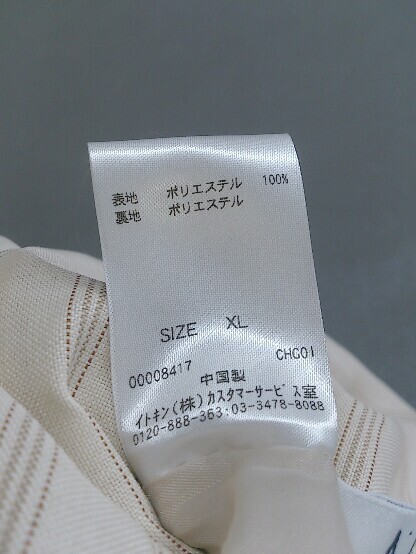 表地 ポリエステル 100%
裏地 ポリエステル
SIZE XL
00008417 CHG01
中国製
イトキン(株)カスタマーサービス室
0120-888-363:03-3478-8088